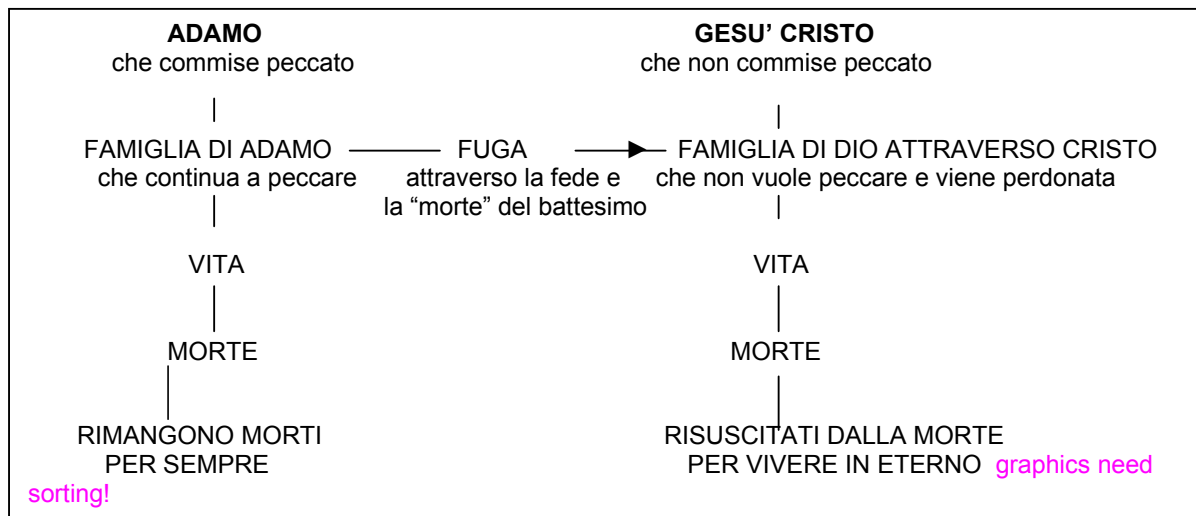 ADAMO
che commise peccato
GESU’ CRISTO
che non commise peccato
FAMIGLIA DI ADAMO
che continua a peccare
FUGA
attraverso la fede e
la “morte” del battesimo
FAMIGLIA DI DIO ATTRAVERSO CRISTO
che non vuole peccare e viene perdonata
VITA
VITA
MORTE
MORTE
RIMANGONO MORTI
PER SEMPRE
RISUSCITATI DALLA MORTE
PER VIVERE IN ETERNO graphics need
sorting!